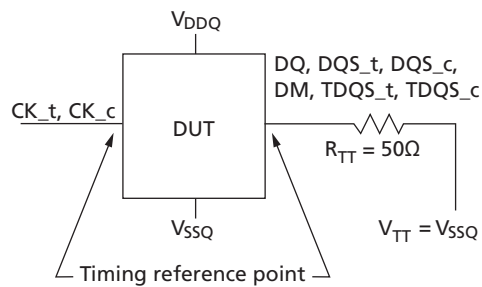 V_DDQ
DQ, DQS_t, DQS_c,
DM, TDQS_t, TDQS_c
CK_t, CK_c
DUT
R_TT = 50Ω
V_SSQ
V_TT = V_SSQ
Timing reference point